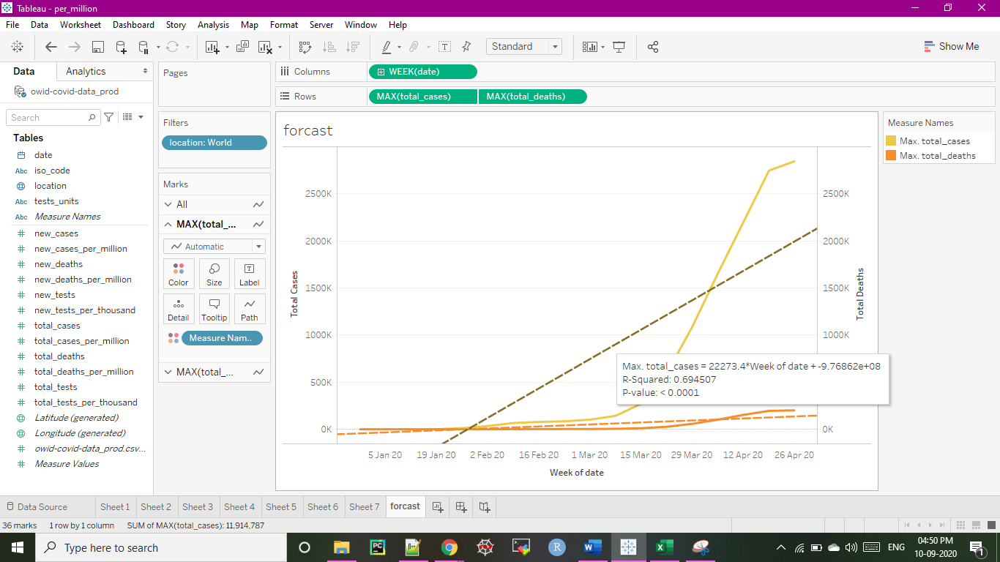 Tableau - per_million
File Data Worksheet Dashboard Story Analysis Map Format Server Window Help
Standard
Show Me
Data
Analytics
owid-covid-data_prod
Search
Tables
date
Abc iso_code
location
Abc tests_units
Abc Measure Names
new_cases
new_cases_per_million
new_deaths
new_deaths_per_million
new_tests
new_tests_per_thousand
total_cases
total_cases_per_million
total_deaths
total_deaths_per_million
total_tests
total_tests_per_thousand
Latitude (generated)
Longitude (generated)
owid-covid-data_prod.csv...
Measure Values
Pages
Filters
location: World
Marks
All
MAX(total_...
Automatic
Color Size Label
Detail Tooltip Path
Measure Nam..
MAX(total_...
Columns WEEK(date)
Rows MAX(total_cases) MAX(total_deaths)
forcast
2500K
2000K
1500K
1000K
500K
0K
Total Cases
2500K
2000K
1500K
1000K
0K
Total Deaths
Max. total_cases = 22273.4*Week of date + -9.76862e+08
R-Squared: 0.694507
P-value: < 0.0001
5 Jan 20 19 Jan 20 2 Feb 20 16 Feb 20 1 Mar 20 15 Mar 20 29 Mar 20 12 Apr 20 26 Apr 20
Week of date
Measure Names
Max. total_cases
Max. total_deaths
Data Source Sheet 1 Sheet 2 Sheet 3 Sheet 4 Sheet 5 Sheet 6 Sheet 7 forcast
36 marks 1 row by 1 column SUM of MAX(total_cases): 11,914,787
Type here to search
ENG
04:50 PM
10-09-2020
1